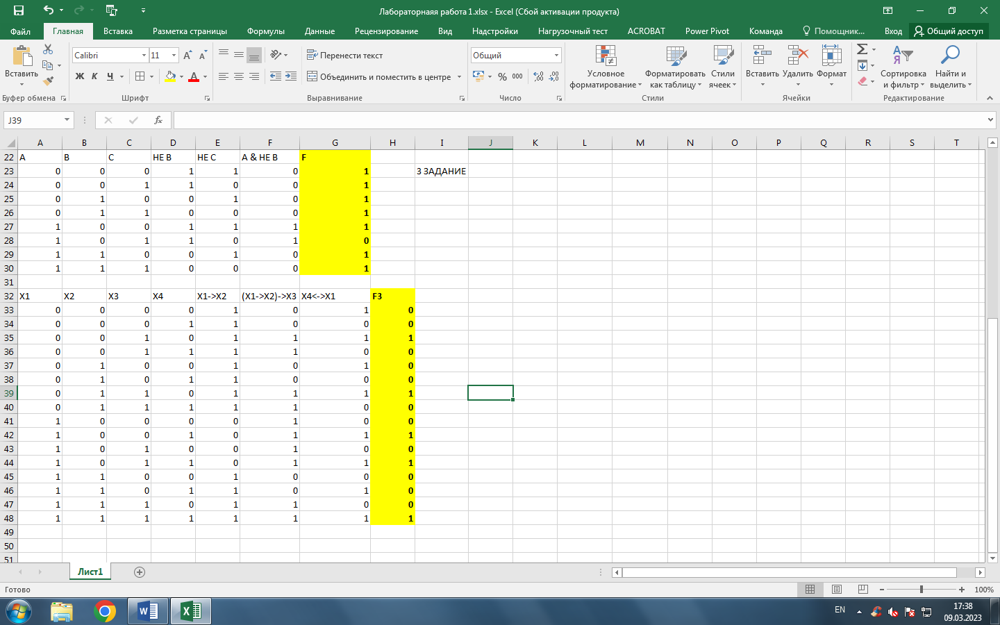 Лабораторнаяя работа 1.xlsx - Excel (Сбой активации продукта)
Файл Главная Вставка Разметка страницы Формулы Данные Рецензирование Вид Надстройки Нагрузочный тест ACROBAT Power Pivot Команда Помощник... Вход Общий доступ
Вставить
Буфер обмена
Calibri 11
Ж К Ч
Шрифт
Перенести текст
Объединить и поместить в центре
Выравнивание
Общий
% 000
Число
Условное форматирование
Форматировать как таблицу
Стили ячеек
Стили
Вставить Удалить Формат
Ячейки
Сортировка и фильтр
Найти и выделить
Редактирование
J39 fx
A B C D E F G H I J K L M N O P Q R S T
22 A B C НЕ B НЕ C A & НЕ B F
23 0 0 0 1 1 0 1 3 ЗАДАНИЕ
24 0 0 1 1 0 0 1
25 0 1 0 0 1 0 1
26 0 1 1 0 0 0 1
27 1 0 0 1 1 1 1
28 1 0 1 1 0 1 0
29 1 1 0 0 1 0 1
30 1 1 1 0 0 0 1
31
32 X1 X2 X3 X4 X1->X2 (X1->X2)->X3 X4<->X1 F3
33 0 0 0 0 1 0 1 0
34 0 0 0 1 1 0 0 0
35 0 0 1 0 1 1 1 1
36 0 0 1 1 1 1 0 0
37 0 1 0 0 1 0 1 0
38 0 1 0 1 1 0 0 0
39 0 1 1 0 1 1 1 1
40 0 1 1 1 1 1 0 0
41 1 0 0 0 0 1 0 0
42 1 0 0 1 0 1 1 1
43 1 0 1 0 0 1 0 0
44 1 0 1 1 0 1 1 1
45 1 1 0 0 1 0 0 0
46 1 1 0 1 1 0 1 0
47 1 1 1 0 1 1 0 0
48 1 1 1 1 1 1 1 1
49
50
51
Лист1
Готово 100%
EN 17:38
09.03.2023